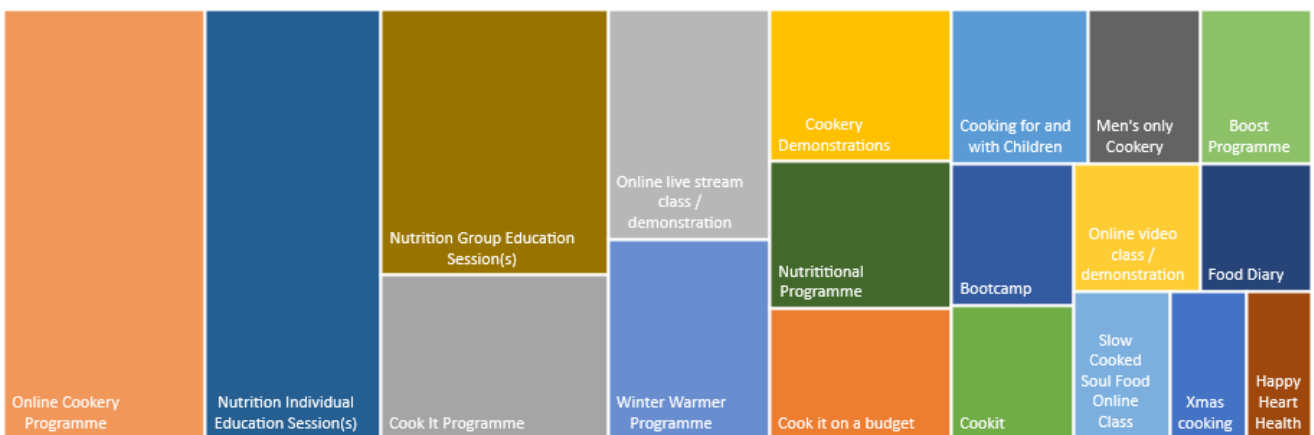 Online Cookery
Programme
Nutrition Individual
Education Session(s)
Nutrition Group Education
Session(s)
Cook It Programme
Online live stream
class /
demonstration
Winter Warmer
Programme
Cookery
Demonstrations
Nutrititional
Programme
Cook it on a budget
Cooking for and
with Children
Men's only
Cookery
Boost
Programme
Bootcamp
Online video
class /
demonstration
Food Diary
Cookit
Slow
Cooked
Soul Food
Online
Class
Xmas
cooking
Happy
Heart
Health